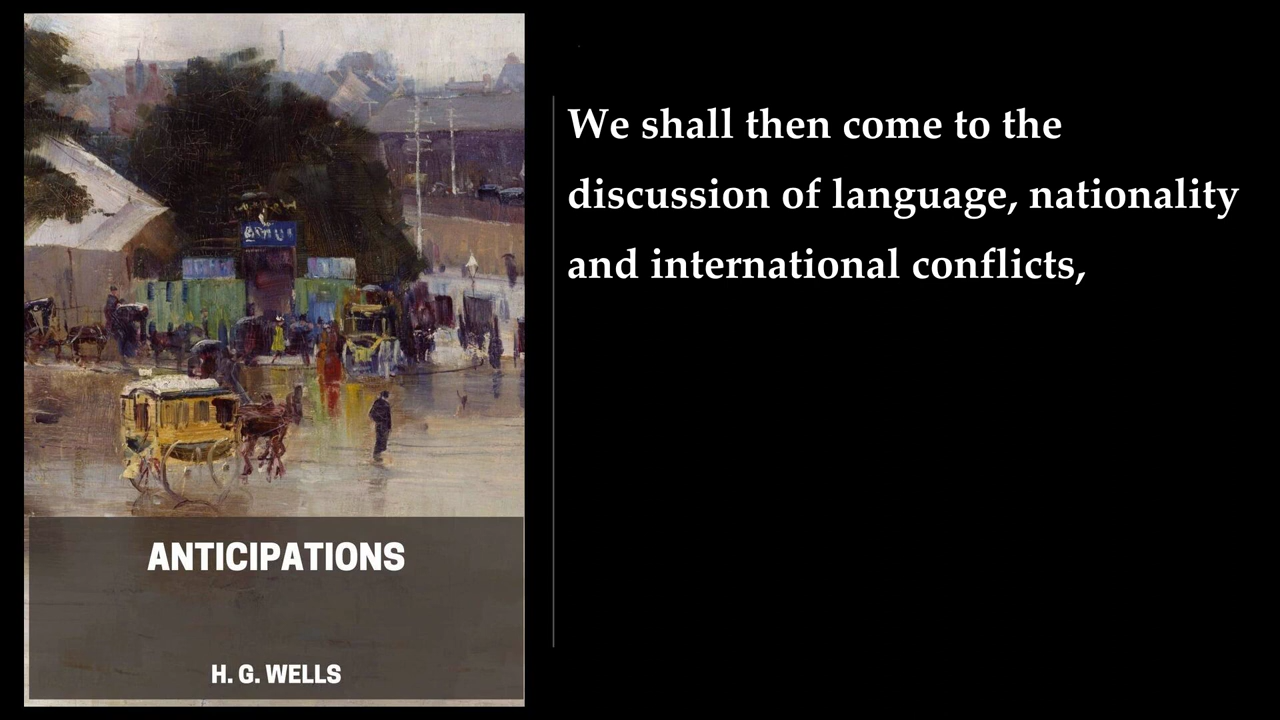 We shall then come to the
discussion of language, nationality
and international conflicts,
ANTICIPATIONS
H. G. WELLS